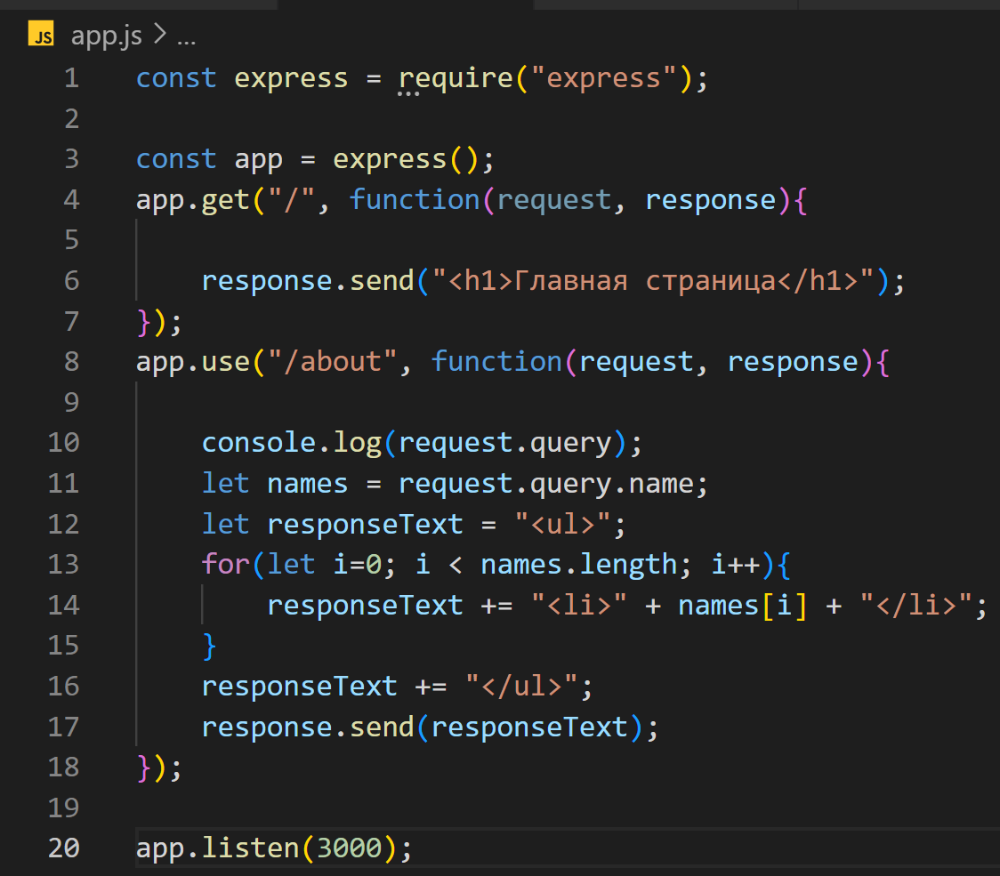 JS app.js > ...
1 const express = require("express");
2
3 const app = express();
4 app.get("/", function(request, response){
5
6     response.send("<h1>Главная страница</h1>");
7 });
8 app.use("/about", function(request, response){
9
10     console.log(request.query);
11     let names = request.query.name;
12     let responseText = "<ul>";
13     for(let i=0; i < names.length; i++){
14         responseText += "<li>" + names[i] + "</li>";
15     }
16     responseText += "</ul>";
17     response.send(responseText);
18 });
19
20 app.listen(3000);